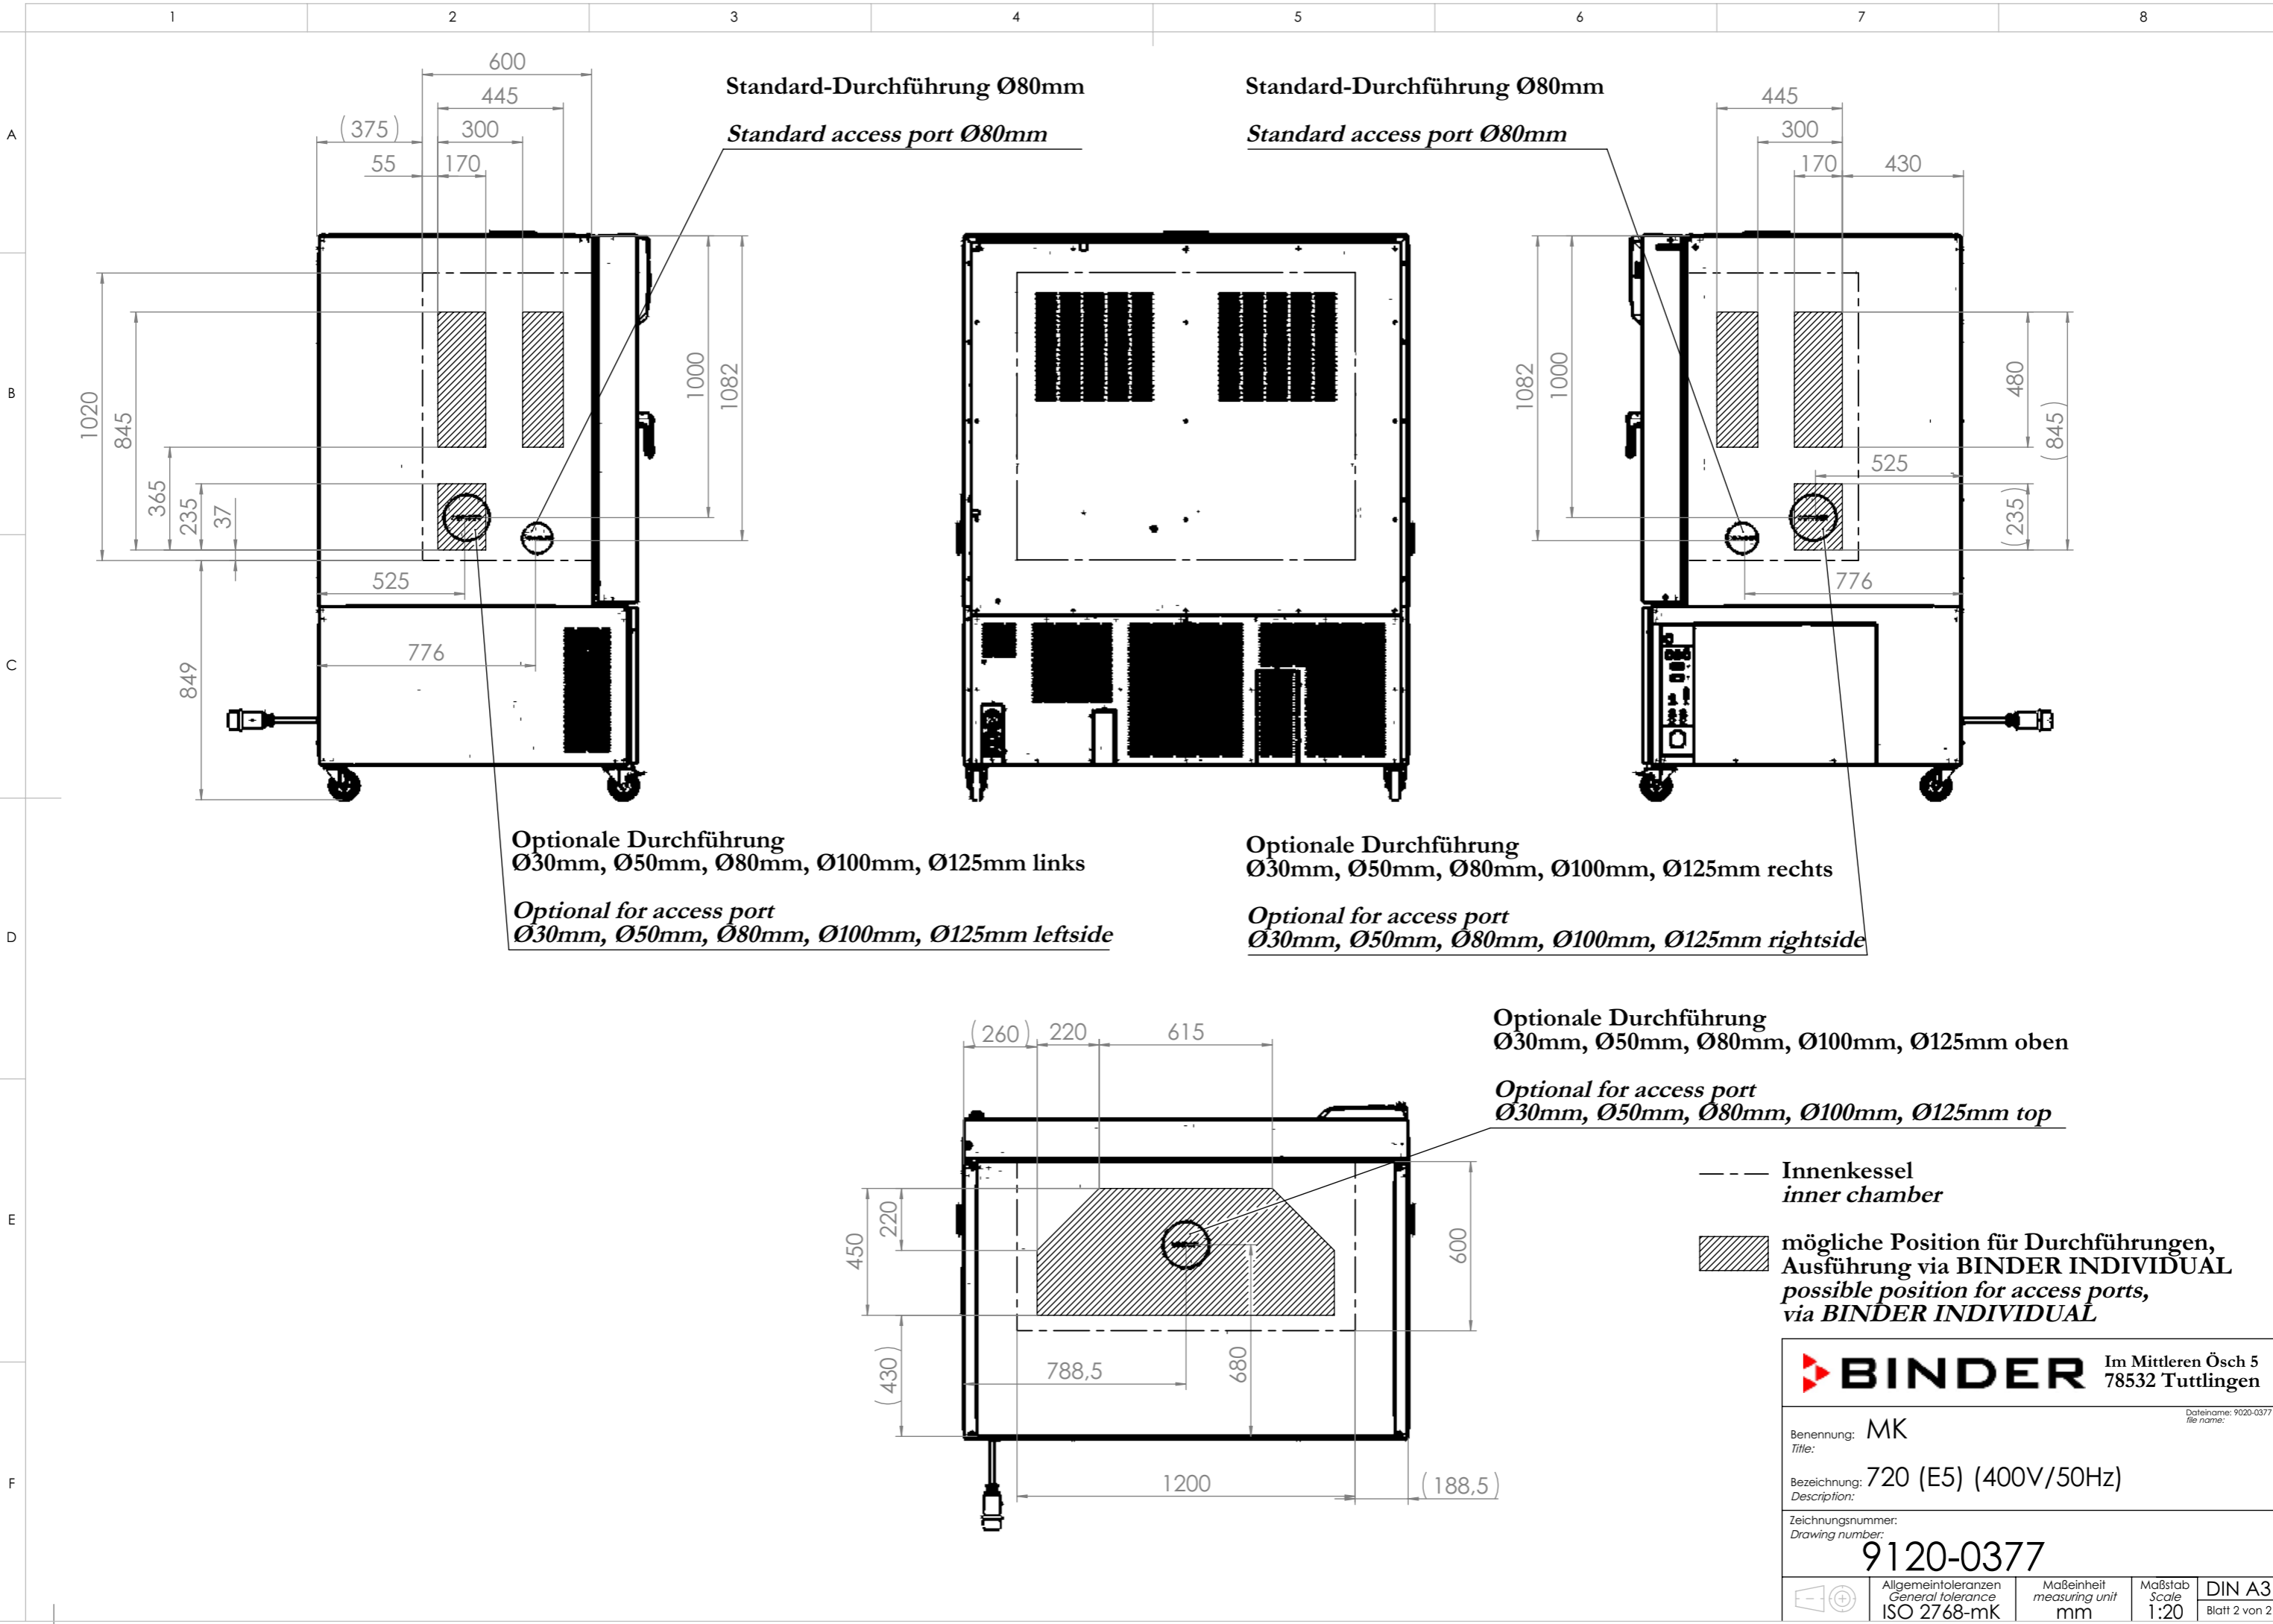 1 2 3 4 5 6 7 8
A
B
C
D
E
F
600
445
(375) 300
55 170
Standard-Durchführung Ø80mm
Standard access port Ø80mm
1020
845
365
235
37
849
525
776
1000
1082
Standard-Durchführung Ø80mm
Standard access port Ø80mm
445
300
170 430
1082
1000
480
(845)
525
(235)
776
Optionale Durchführung
Ø30mm, Ø50mm, Ø80mm, Ø100mm, Ø125mm links
Optional for access port
Ø30mm, Ø50mm, Ø80mm, Ø100mm, Ø125mm leftside
Optionale Durchführung
Ø30mm, Ø50mm, Ø80mm, Ø100mm, Ø125mm rechts
Optional for access port
Ø30mm, Ø50mm, Ø80mm, Ø100mm, Ø125mm rightside
(260) 220 615
450
220
(430)
788,5
680
600
1200 (188,5)
Optionale Durchführung
Ø30mm, Ø50mm, Ø80mm, Ø100mm, Ø125mm oben
Optional for access port
Ø30mm, Ø50mm, Ø80mm, Ø100mm, Ø125mm top
Innenkessel
inner chamber
mögliche Position für Durchführungen,
Ausführung via BINDER INDIVIDUAL
possible position for access ports,
via BINDER INDIVIDUAL
BINDER
Im Mittleren Ösch 5
78532 Tuttlingen
Dateiname: 9020-0377
file name:
Benennung: MK
Title:
Bezeichnung: 720 (E5) (400V/50Hz)
Description:
Zeichnungsnummer:
Drawing number:
9120-0377
Allgemeintoleranzen
General tolerance
ISO 2768-mK
Maßeinheit
measuring unit
mm
Maßstab
Scale
1:20
DIN A3
Blatt 2 von 2